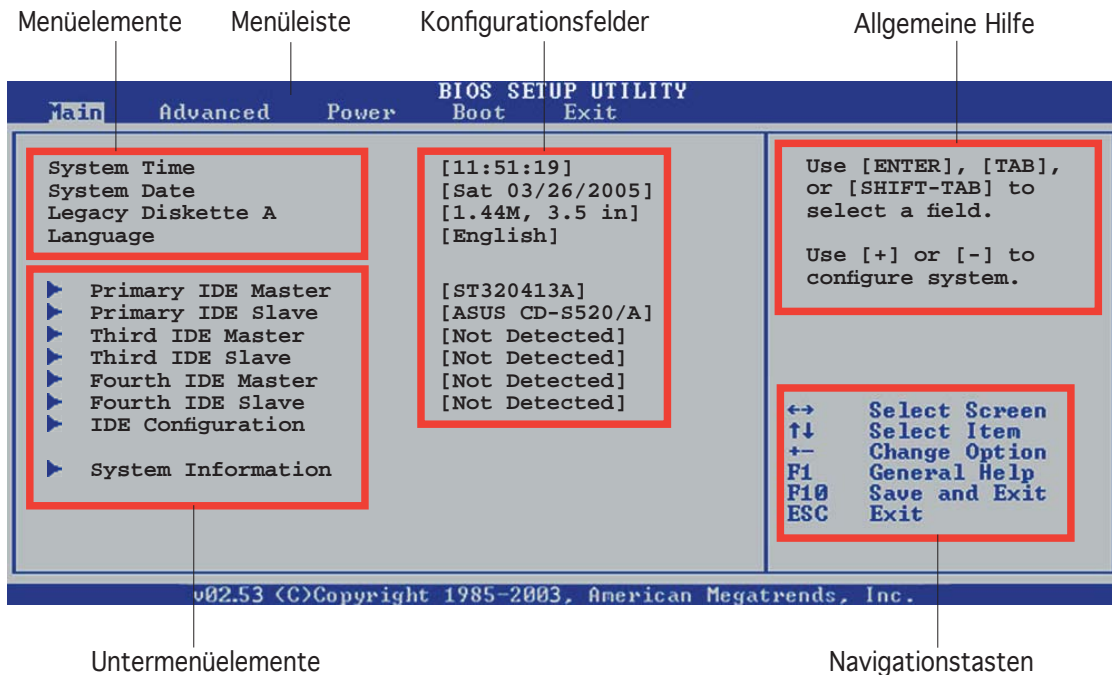 Menüelemente Menüleiste Konfigurationsfelder Allgemeine Hilfe
BIOS SETUP UTILITY
Main Advanced Power Boot Exit
System Time [11:51:19]
System Date [Sat 03/26/2005]
Legacy Diskette A [1.44M, 3.5 in]
Language [English]
Primary IDE Master [ST320413A]
Primary IDE Slave [ASUS CD-S520/A]
Third IDE Master [Not Detected]
Third IDE Slave [Not Detected]
Fourth IDE Master [Not Detected]
Fourth IDE Slave [Not Detected]
IDE Configuration
System Information
Use [ENTER], [TAB],
or [SHIFT-TAB] to
select a field.
Use [+] or [-] to
configure system.
←→ Select Screen
↑↓ Select Item
+- Change Option
F1 General Help
F10 Save and Exit
ESC Exit
v02.53 (C)Copyright 1985-2003, American Megatrends, Inc.
Untermenüelemente Navigationstasten